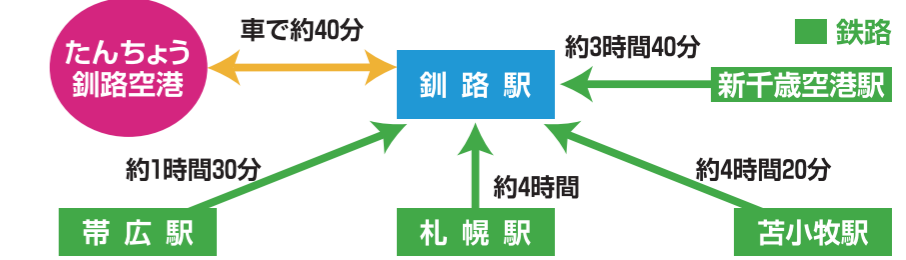 たんちょう
釧路空港
車で約40分
釧路駅
約3時間40分
鉄路
新千歳空港駅
約1時間30分
約4時間
約4時間20分
帯広駅
札幌駅
苫小牧駅